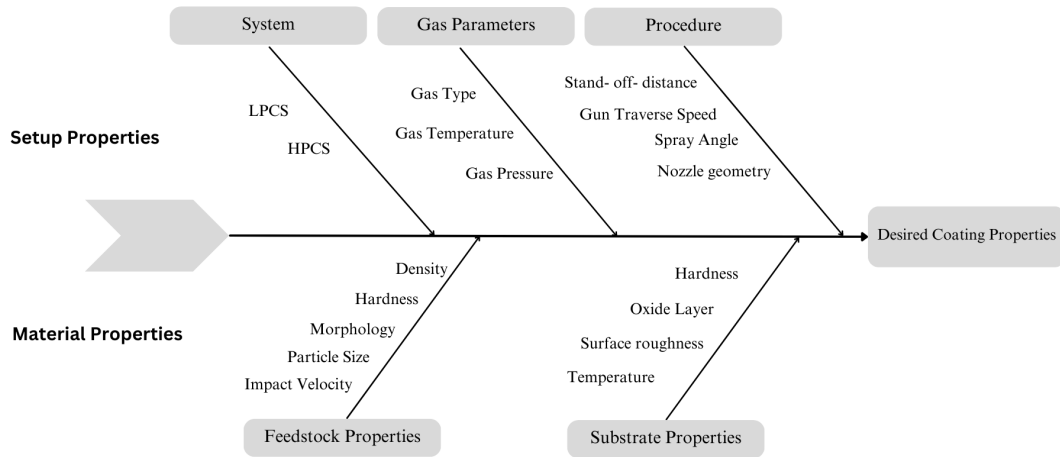 System
Gas Parameters
Procedure
Stand- off- distance
Gas Type
LPCS
Gun Traverse Speed
Gas Temperature
Setup Properties
Spray Angle
HPCS
Gas Pressure
Nozzle geometry
Desired Coating Properties
Density
Hardness
Hardness
Oxide Layer
Morphology
Material Properties
Surface roughness
Particle Size
Temperature
Impact Velocity
Feedstock Properties
Substrate Properties